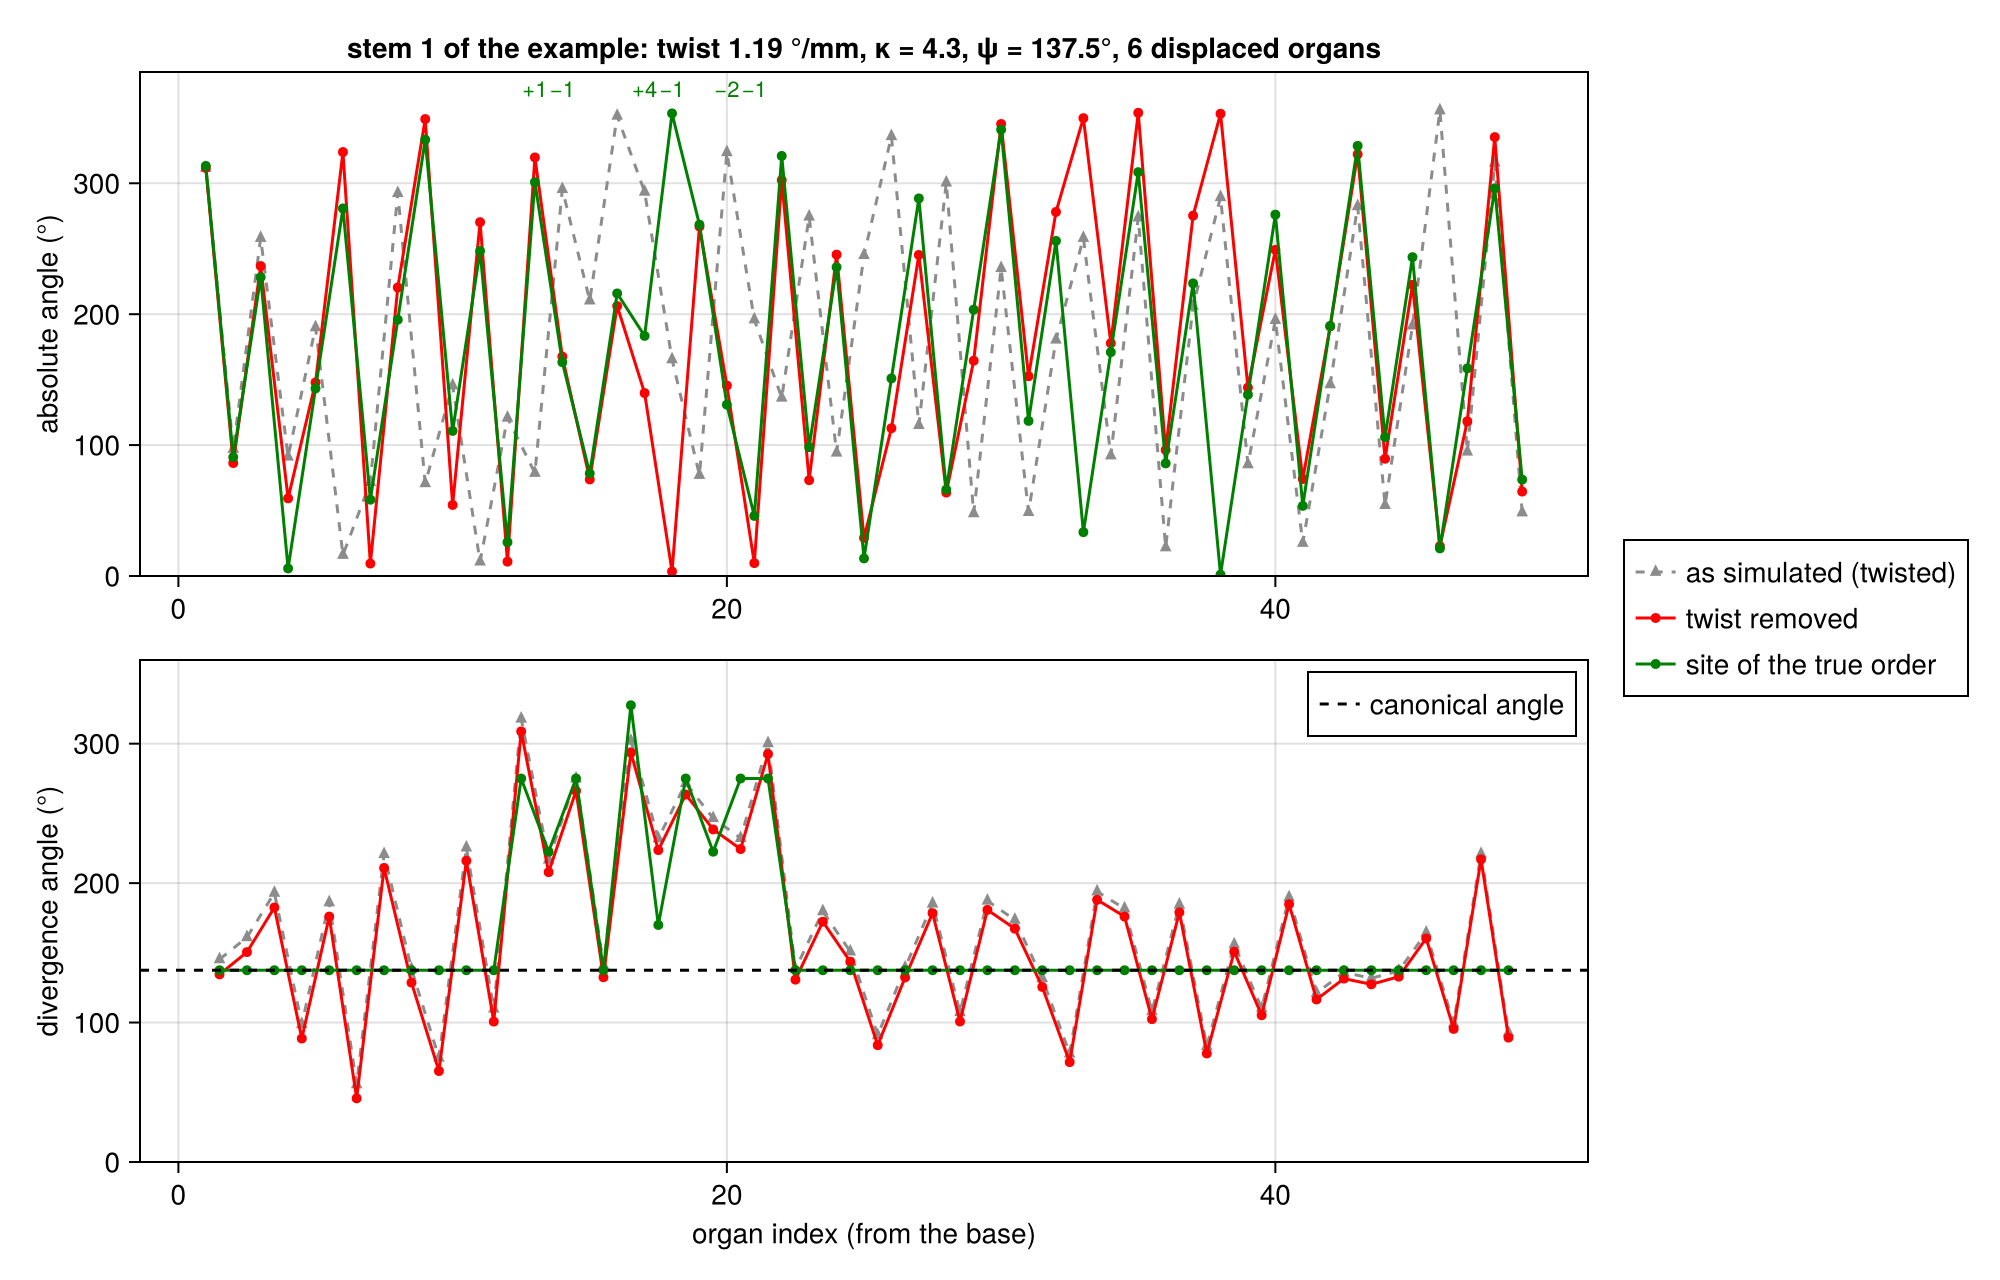 stem 1 of the example: twist 1.19 °/mm, κ = 4.3, ψ = 137.5°, 6 displaced organs
+1 −1 +4 −1 −2 −1
absolute angle (°)
300
200
100
0
0 20 40
as simulated (twisted)
twist removed
site of the true order
canonical angle
divergence angle (°)
300
200
100
0
0 20 40
organ index (from the base)